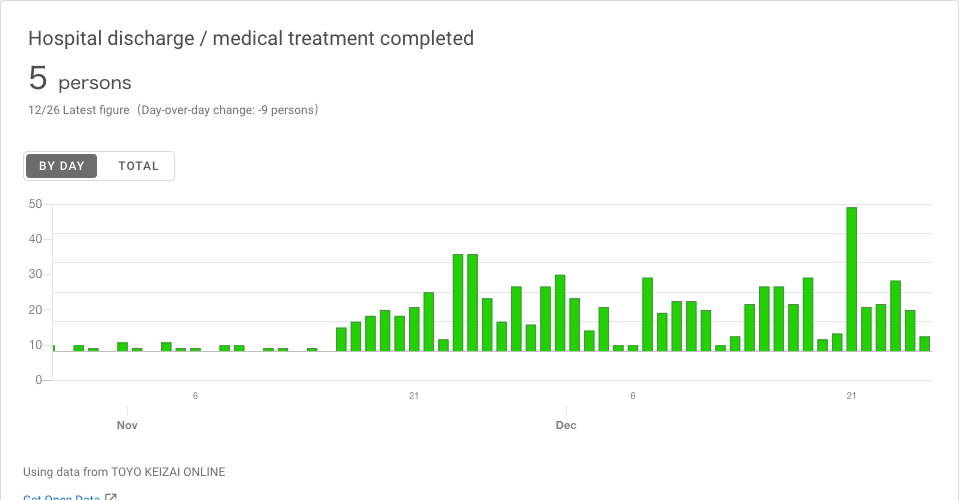 Hospital discharge / medical treatment completed
5 persons
12/26 Latest figure（Day-over-day change: -9 persons）
BY DAY TOTAL
50
40
30
20
10
0
6 21 6 21
Nov Dec
Using data from TOYO KEIZAI ONLINE
Get Open Data